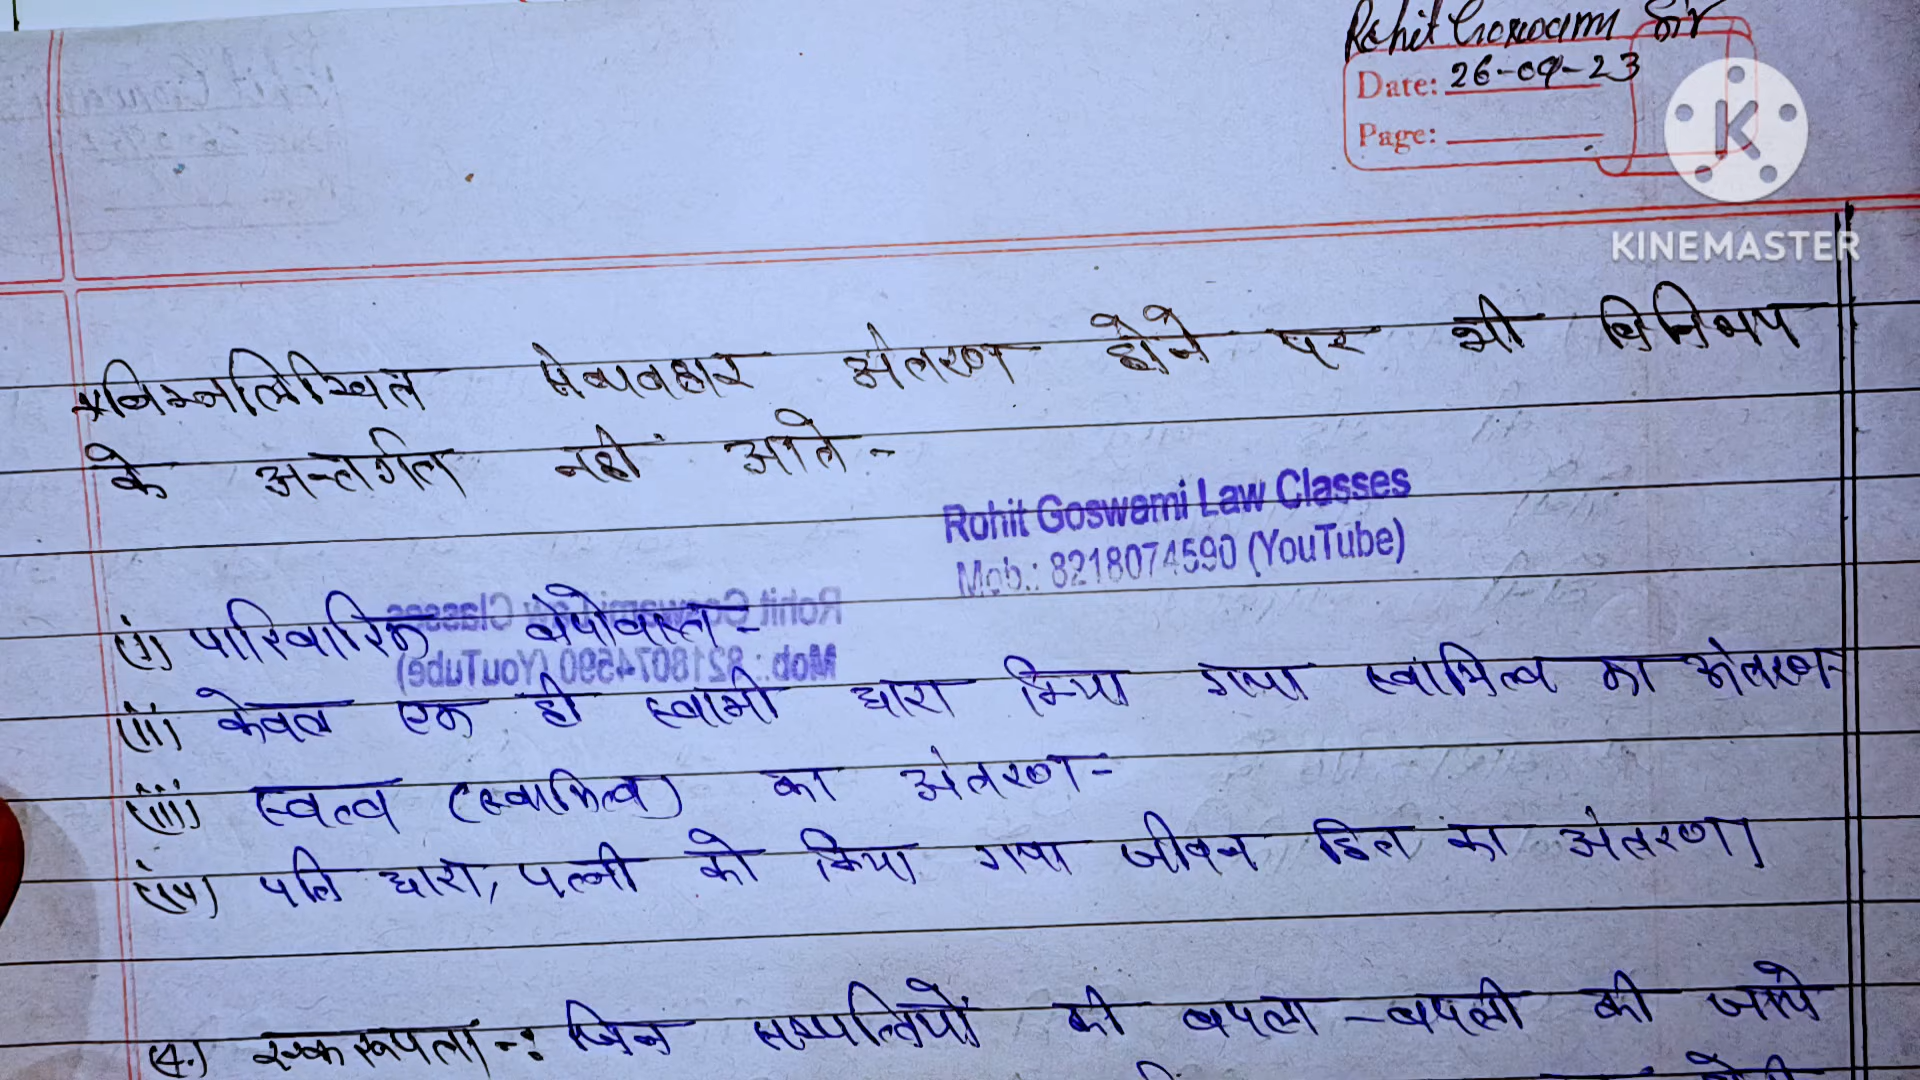 Rohit Goswami Sir
Date: 26-09-23
Page:
KINEMASTER
निम्नलिखित संव्यवहार अंतरण होने पर भी विनिमय
के अन्तर्गत नहीं आते -
Rohit Goswami Law Classes
Mob.: 8218074590 (YouTube)
(i) पारिवारिक बंदोबस्त -
(ii) केवल एक ही स्वामी द्वारा किया गया स्वामित्व का अंतरण-
(iii) स्वत्व (स्वामित्व) का अंतरण-
(iv) पति द्वारा, पत्नी को किया गया जीवन हित का अंतरण।
(4.) एकरूपता -: जिन सम्पत्तियों की बदला-बदली की जाये